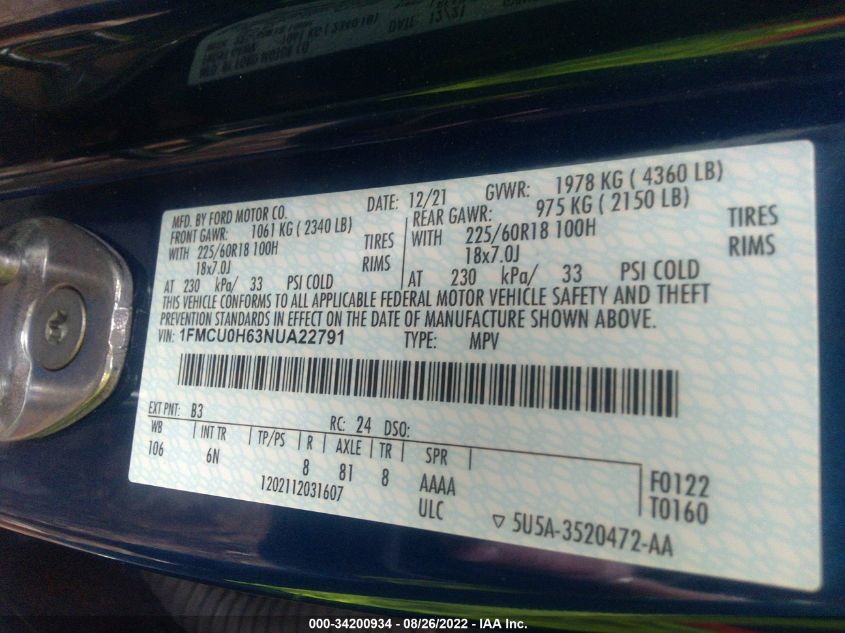 MFD. BY FORD MOTOR CO.
DATE: 12/21 GVWR: 1978 KG ( 4360 LB)
FRONT GAWR: 1061 KG ( 2340 LB) REAR GAWR: 975 KG ( 2150 LB)
WITH 225/60R18 100H TIRES WITH 225/60R18 100H TIRES
18x7.0J RIMS 18x7.0J RIMS
AT 230 kPa/ 33 PSI COLD AT 230 kPa/ 33 PSI COLD
THIS VEHICLE CONFORMS TO ALL APPLICABLE FEDERAL MOTOR VEHICLE SAFETY AND THEFT
PREVENTION STANDARDS IN EFFECT ON THE DATE OF MANUFACTURE SHOWN ABOVE.
VIN: 1FMCU0H63NUA22791 TYPE: MPV
EXT PNT: B3 RC: 24 DSO:
WB INT TR TP/PS R AXLE TR SPR
106 6N 8 81 8 AAAA F0122
1202112031607 ULC T0160
5U5A-3520472-AA
000-34200934 - 08/26/2022 - IAA Inc.